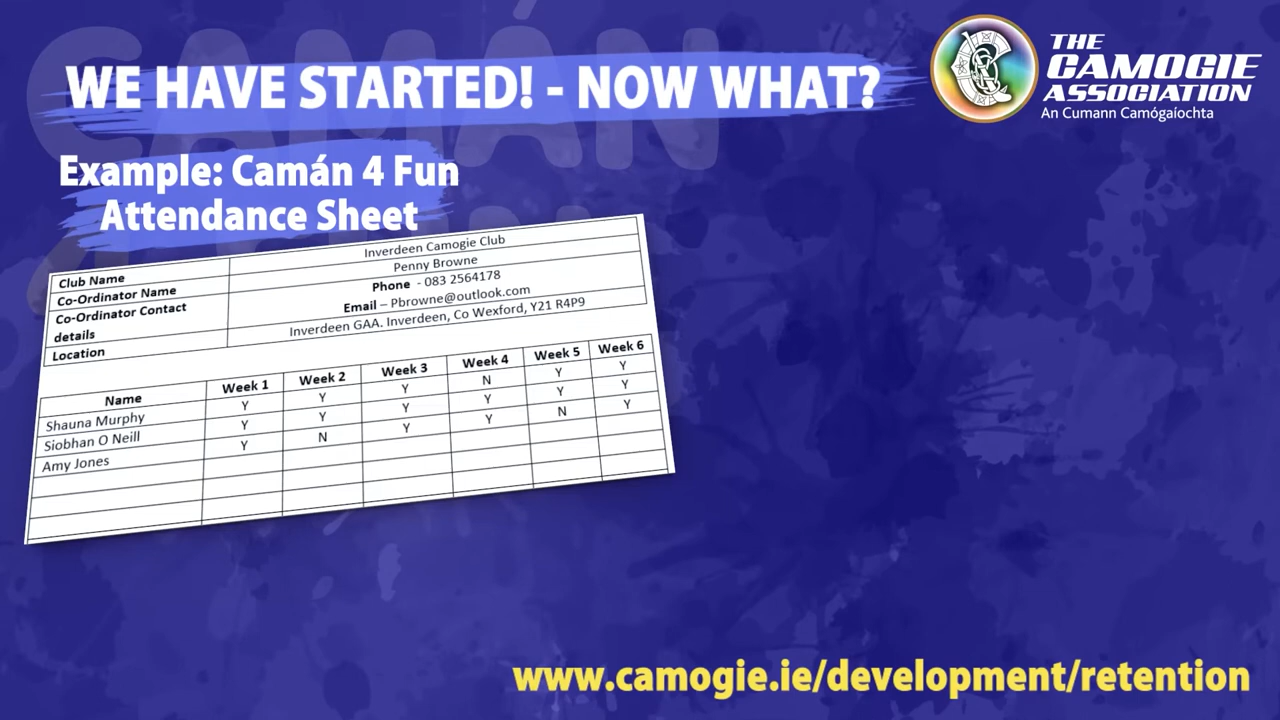 WE HAVE STARTED! - NOW WHAT?
THE
CAMOGIE
ASSOCIATION
An Cumann Camógaíochta
Example: Camán 4 Fun
Attendance Sheet
Club Name Inverdeen Camogie Club
Co-Ordinator Name Penny Browne
Co-Ordinator Contact details Phone - 083 2564178
Email – Pbrowne@outlook.com
Location Inverdeen GAA. Inverdeen, Co Wexford, Y21 R4P9
Name Week 1 Week 2 Week 3 Week 4 Week 5 Week 6
Shauna Murphy Y Y Y N Y Y
Siobhan O Neill Y Y Y Y Y Y
Amy Jones Y N Y Y N Y
www.camogie.ie/development/retention
CAMÁN